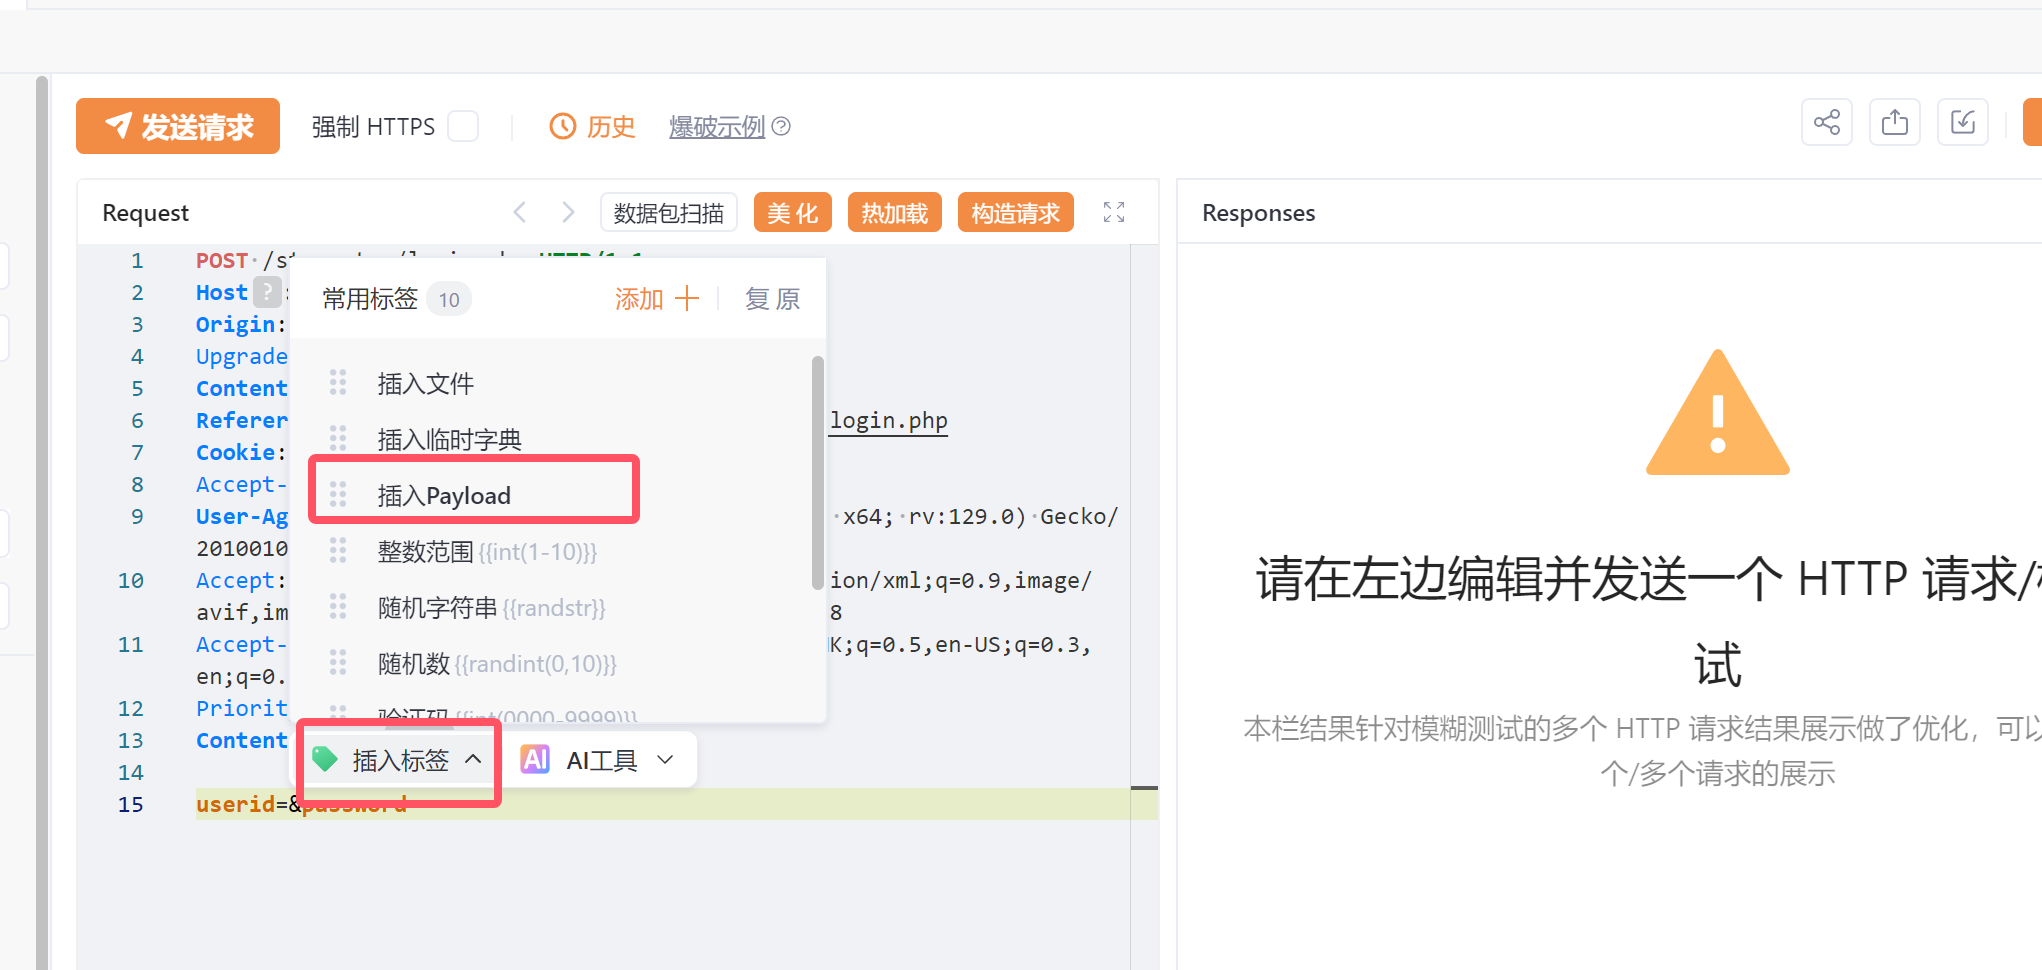 发送请求 强制 HTTPS 历史 爆破示例
Request 数据包扫描 美 化 热加载 构造请求
Responses
1 POST /s
2 Host ?
3 Origin:
4 Upgrade
5 Content
6 Referer login.php
7 Cookie:
8 Accept-
9 User-Ag x64; rv:129.0) Gecko/
2010010
10 Accept: ion/xml;q=0.9,image/
avif,im 8
11 Accept- K;q=0.5,en-US;q=0.3,
en;q=0.
12 Priorit
13 Content
14
15 userid=&password
常用标签 10 添加 复 原
插入文件
插入临时字典
插入Payload
整数范围 {{int(1-10)}}
随机字符串 {{randstr}}
随机数 {{randint(0,10)}}
验证码 {{int(0000-9999)}}
插入标签 AI AI工具
请在左边编辑并发送一个 HTTP 请求/
试
本栏结果针对模糊测试的多个 HTTP 请求结果展示做了优化，可以
个/多个请求的展示